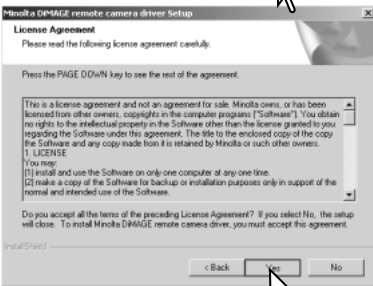 Minolta DiMAGE remote camera driver Setup
License Agreement
Please read the following license agreement carefully.
Press the PAGE DOWN key to see the rest of the agreement.
This is a license agreement and not an agreement for sale. Minolta owns, or has been
licensed from other owners, copyrights in the computer programs ("Software"). You obtain
no rights to the intellectual property in the Software other than the license granted to you
regarding the Software under this agreement. The title to the enclosed copy of the copy
the Software and any copy made from it is retained by Minolta or such other owners.
1. LICENSE
You may:
(1) install and use the Software on only one computer at any one time.
(2) make a copy of the Software for backup or installation purposes only in support of the
normal and intended use of the Software.
Do you accept all the terms of the preceding License Agreement? If you select No, the setup
will close. To install Minolta DiMAGE remote camera driver, you must accept this agreement.
InstallShield
< Back
Yes
No